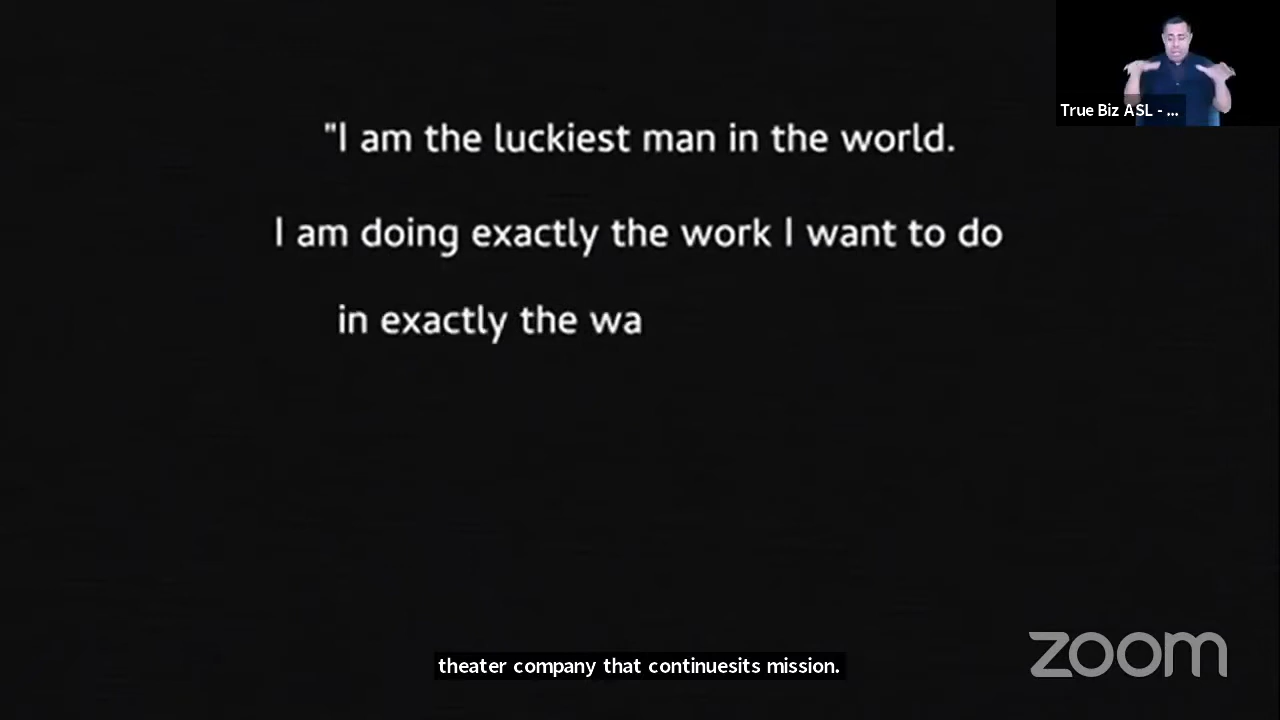 True Biz ASL - ...
"I am the luckiest man in the world.
I am doing exactly the work I want to do
in exactly the wa
theater company that continuesits mission.
zoom